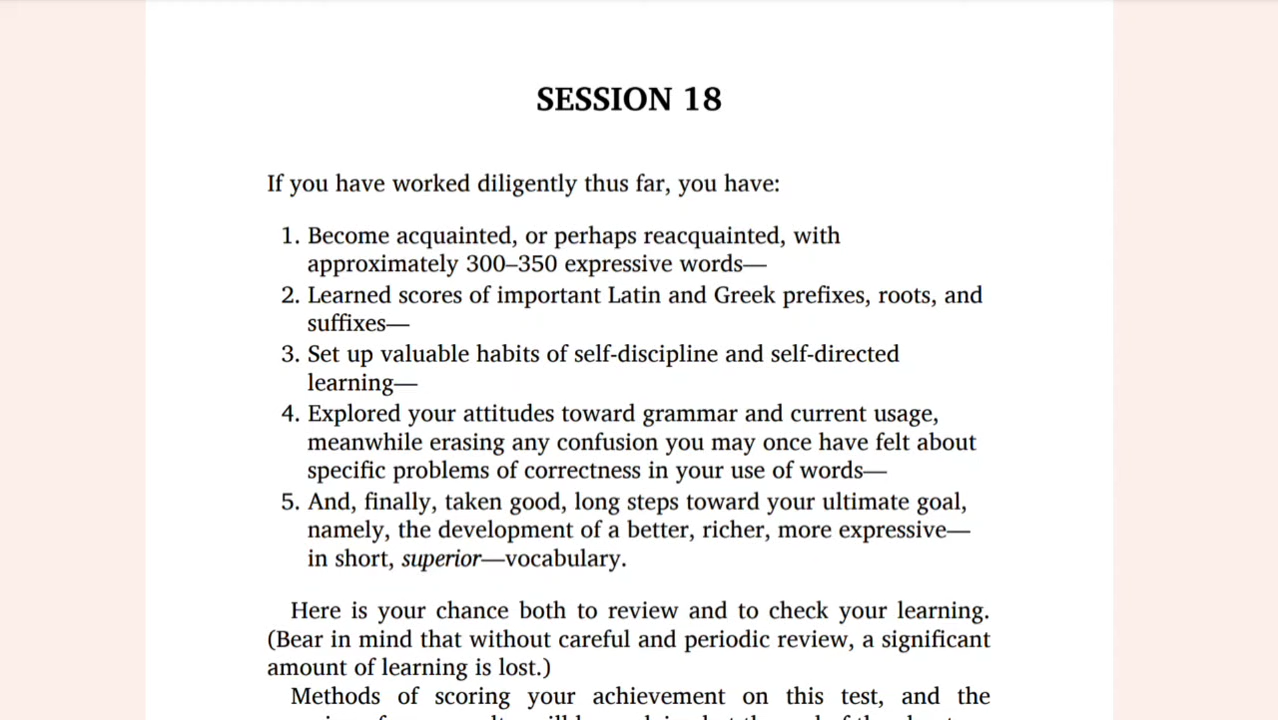 SESSION 18
If you have worked diligently thus far, you have:
1. Become acquainted, or perhaps reacquainted, with
approximately 300–350 expressive words—
2. Learned scores of important Latin and Greek prefixes, roots, and
suffixes—
3. Set up valuable habits of self-discipline and self-directed
learning—
4. Explored your attitudes toward grammar and current usage,
meanwhile erasing any confusion you may once have felt about
specific problems of correctness in your use of words—
5. And, finally, taken good, long steps toward your ultimate goal,
namely, the development of a better, richer, more expressive—
in short, superior—vocabulary.
Here is your chance both to review and to check your learning.
(Bear in mind that without careful and periodic review, a significant
amount of learning is lost.)
Methods of scoring your achievement on this test, and the